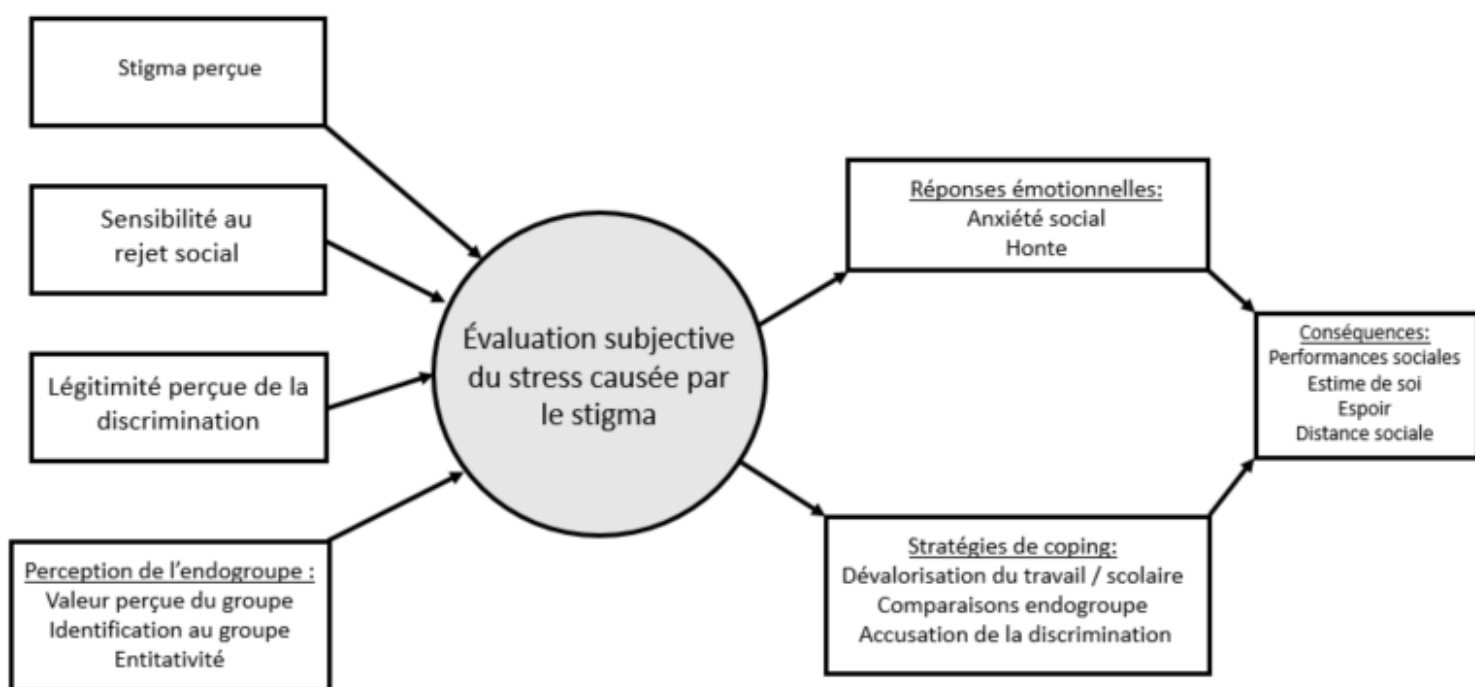 Stigma perçue
Sensibilité au
rejet social
Légitimité perçue de la
discrimination
Perception de l'endogroupe :
Valeur perçue du groupe
Identification au groupe
Entitativité
Évaluation subjective
du stress causée par
le stigma
Réponses émotionnelles:
Anxiété social
Honte
Stratégies de coping:
Dévalorisation du travail / scolaire
Comparaisons endogroupe
Accusation de la discrimination
Conséquences:
Performances sociales
Estime de soi
Espoir
Distance sociale